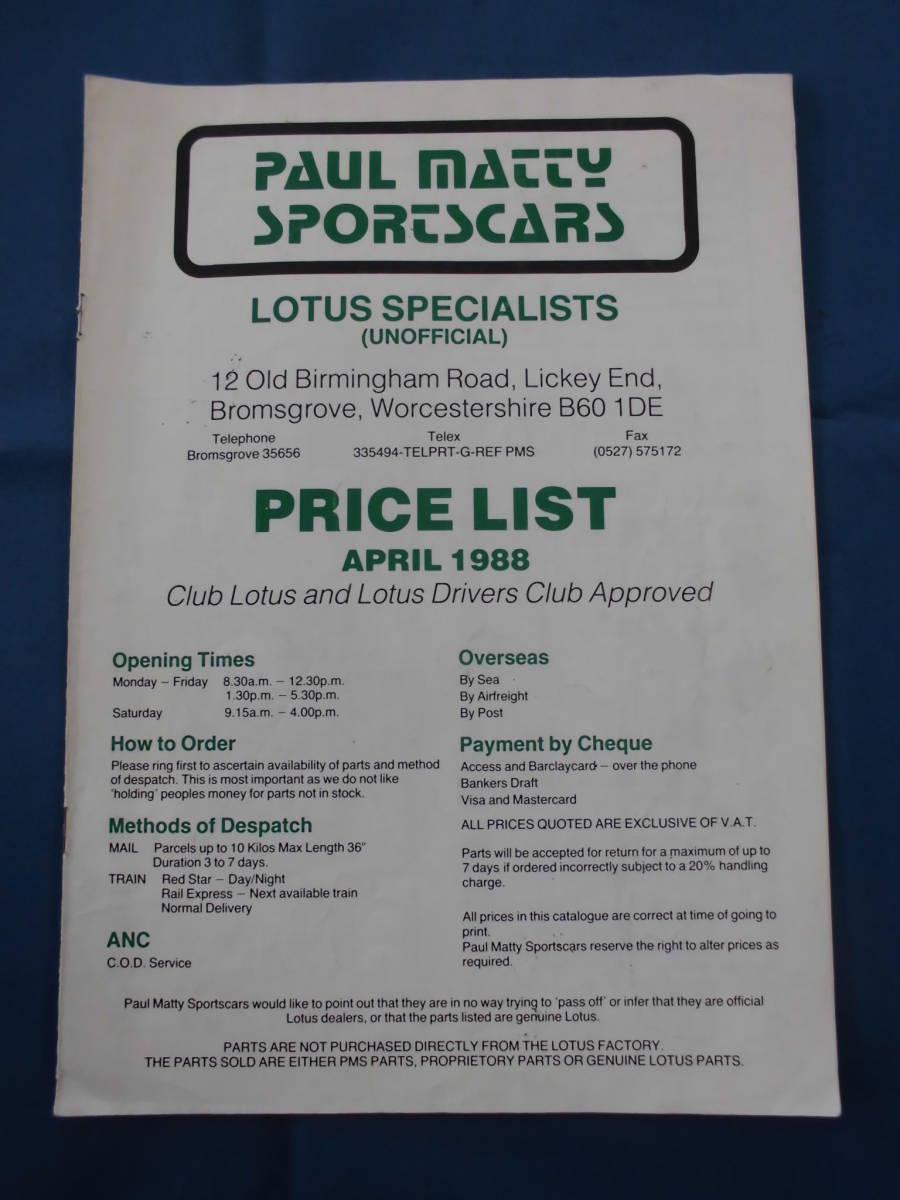 PAUL MATTY
SPORTSCARS
LOTUS SPECIALISTS
(UNOFFICIAL)
12 Old Birmingham Road, Lickey End,
Bromsgrove, Worcestershire B60 1DE
Telephone
Bromsgrove 35656
Telex
335494-TELPRT-G-REF PMS
Fax
(0527) 575172
PRICE LIST
APRIL 1988
Club Lotus and Lotus Drivers Club Approved
Opening Times
Monday – Friday 8.30a.m. – 12.30p.m.
1.30p.m. – 5.30p.m.
Saturday 9.15a.m. – 4.00p.m.
How to Order
Please ring first to ascertain availability of parts and method
of despatch. This is most important as we do not like
'holding' peoples money for parts not in stock.
Methods of Despatch
MAIL Parcels up to 10 Kilos Max Length 36"
Duration 3 to 7 days.
TRAIN Red Star – Day/Night
Rail Express – Next available train
Normal Delivery
ANC
C.O.D. Service
Overseas
By Sea
By Airfreight
By Post
Payment by Cheque
Access and Barclaycard – over the phone
Bankers Draft
Visa and Mastercard
ALL PRICES QUOTED ARE EXCLUSIVE OF V.A.T.
Parts will be accepted for return for a maximum of up to
7 days if ordered incorrectly subject to a 20% handling
charge.
All prices in this catalogue are correct at time of going to
print.
Paul Matty Sportscars reserve the right to alter prices as
required.
Paul Matty Sportscars would like to point out that they are in no way trying to 'pass off' or infer that they are official
Lotus dealers, or that the parts listed are genuine Lotus.
PARTS ARE NOT PURCHASED DIRECTLY FROM THE LOTUS FACTORY.
THE PARTS SOLD ARE EITHER PMS PARTS, PROPRIETORY PARTS OR GENUINE LOTUS PARTS.